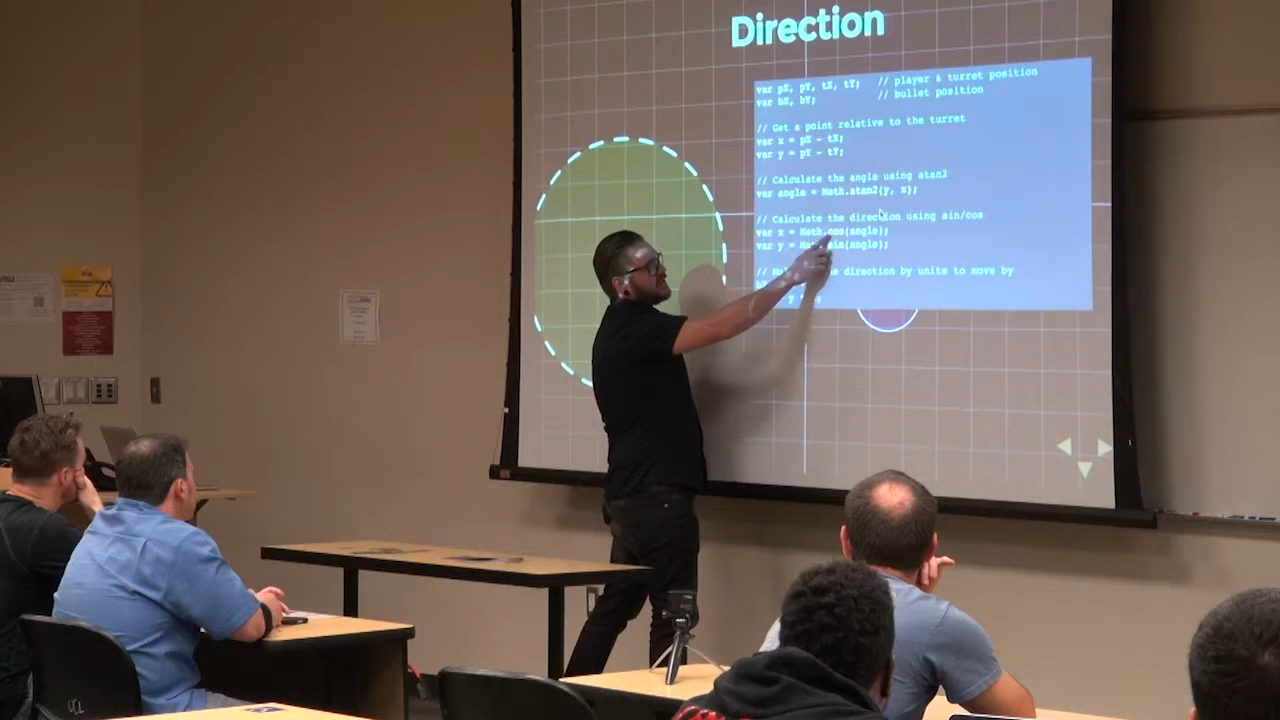 Direction
var pX, pY, tX, tY; // player & turret position
var bX, bY; // bullet position
// Get a point relative to the turret
var x = pX - tX;
var y = pY - tY;
// Calculate the angle using atan2
var angle = Math.atan2(y, x);
// Calculate the direction using sin/cos
var x = Math.cos(angle);
var y = Math.sin(angle);
// the direction by units to move by
UCL